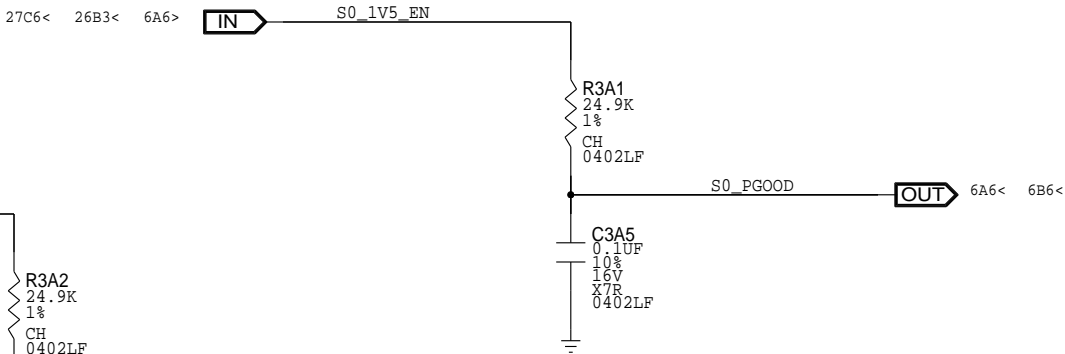 27C6< 26B3< 6A6> IN S0_1V5_EN
R3A1
24.9K
1%
CH
0402LF
S0_PGOOD OUT 6A6< 6B6<
C3A5
0.1UF
10%
16V
X7R
0402LF
R3A2
24.9K
1%
CH
0402LF